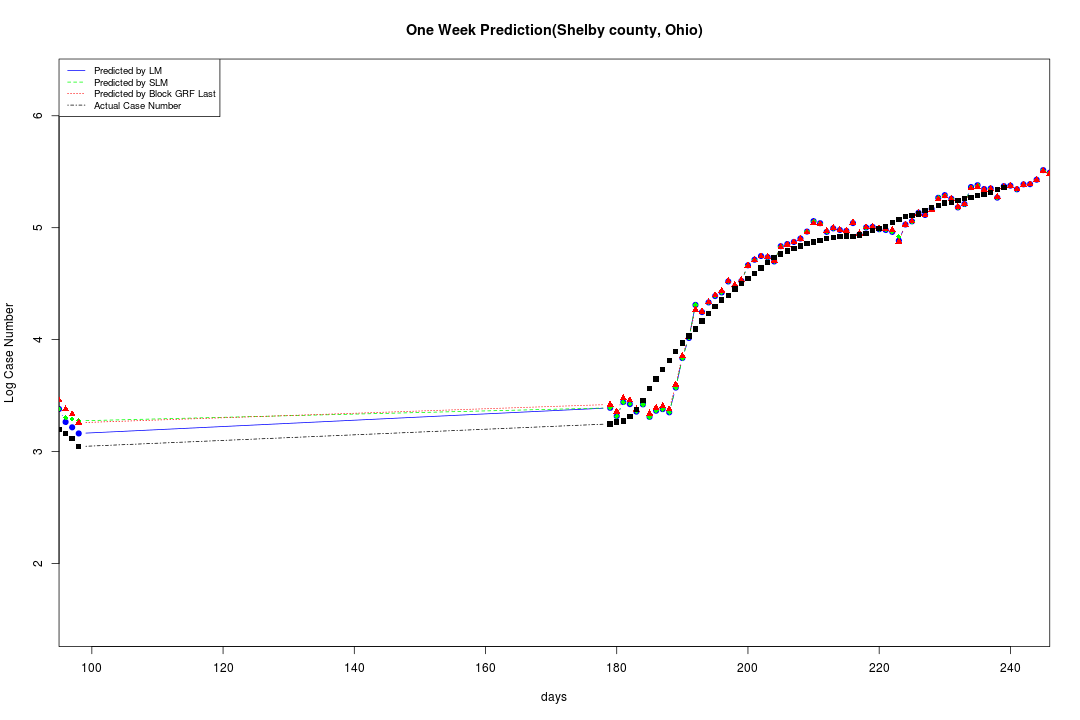 One Week Prediction(Shelby county, Ohio)
Predicted by LM
Predicted by SLM
Predicted by Block GRF Last
Actual Case Number
6
5
4
3
2
Log Case Number
100 120 140 160 180 200 220 240
days